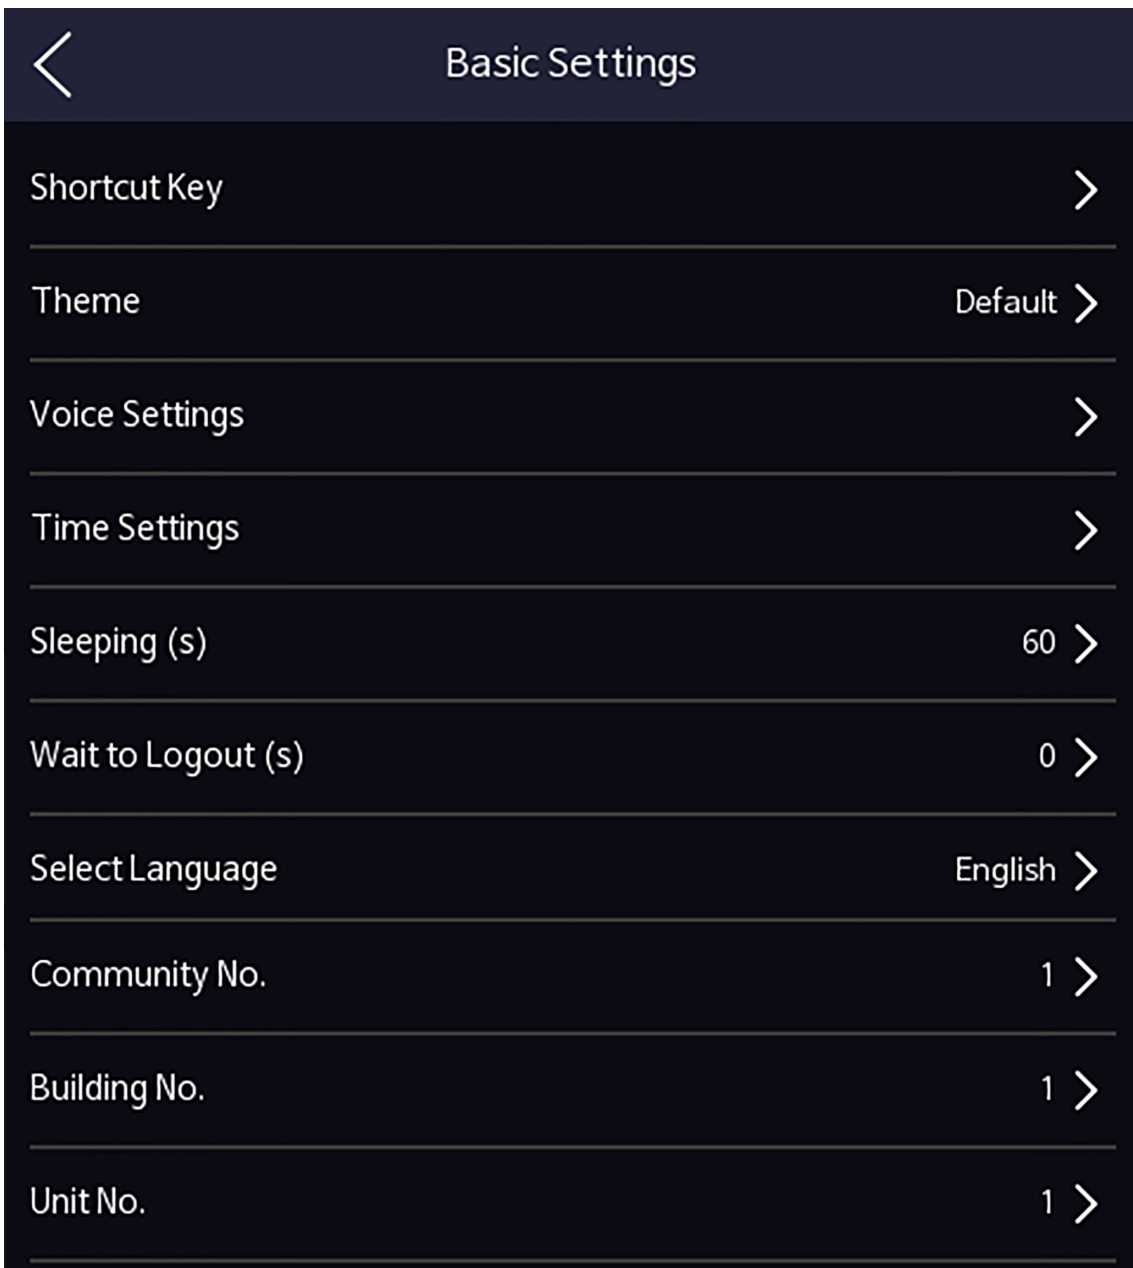 Basic Settings
Shortcut Key
Theme Default
Voice Settings
Time Settings
Sleeping (s) 60
Wait to Logout (s) 0
Select Language English
Community No. 1
Building No. 1
Unit No. 1